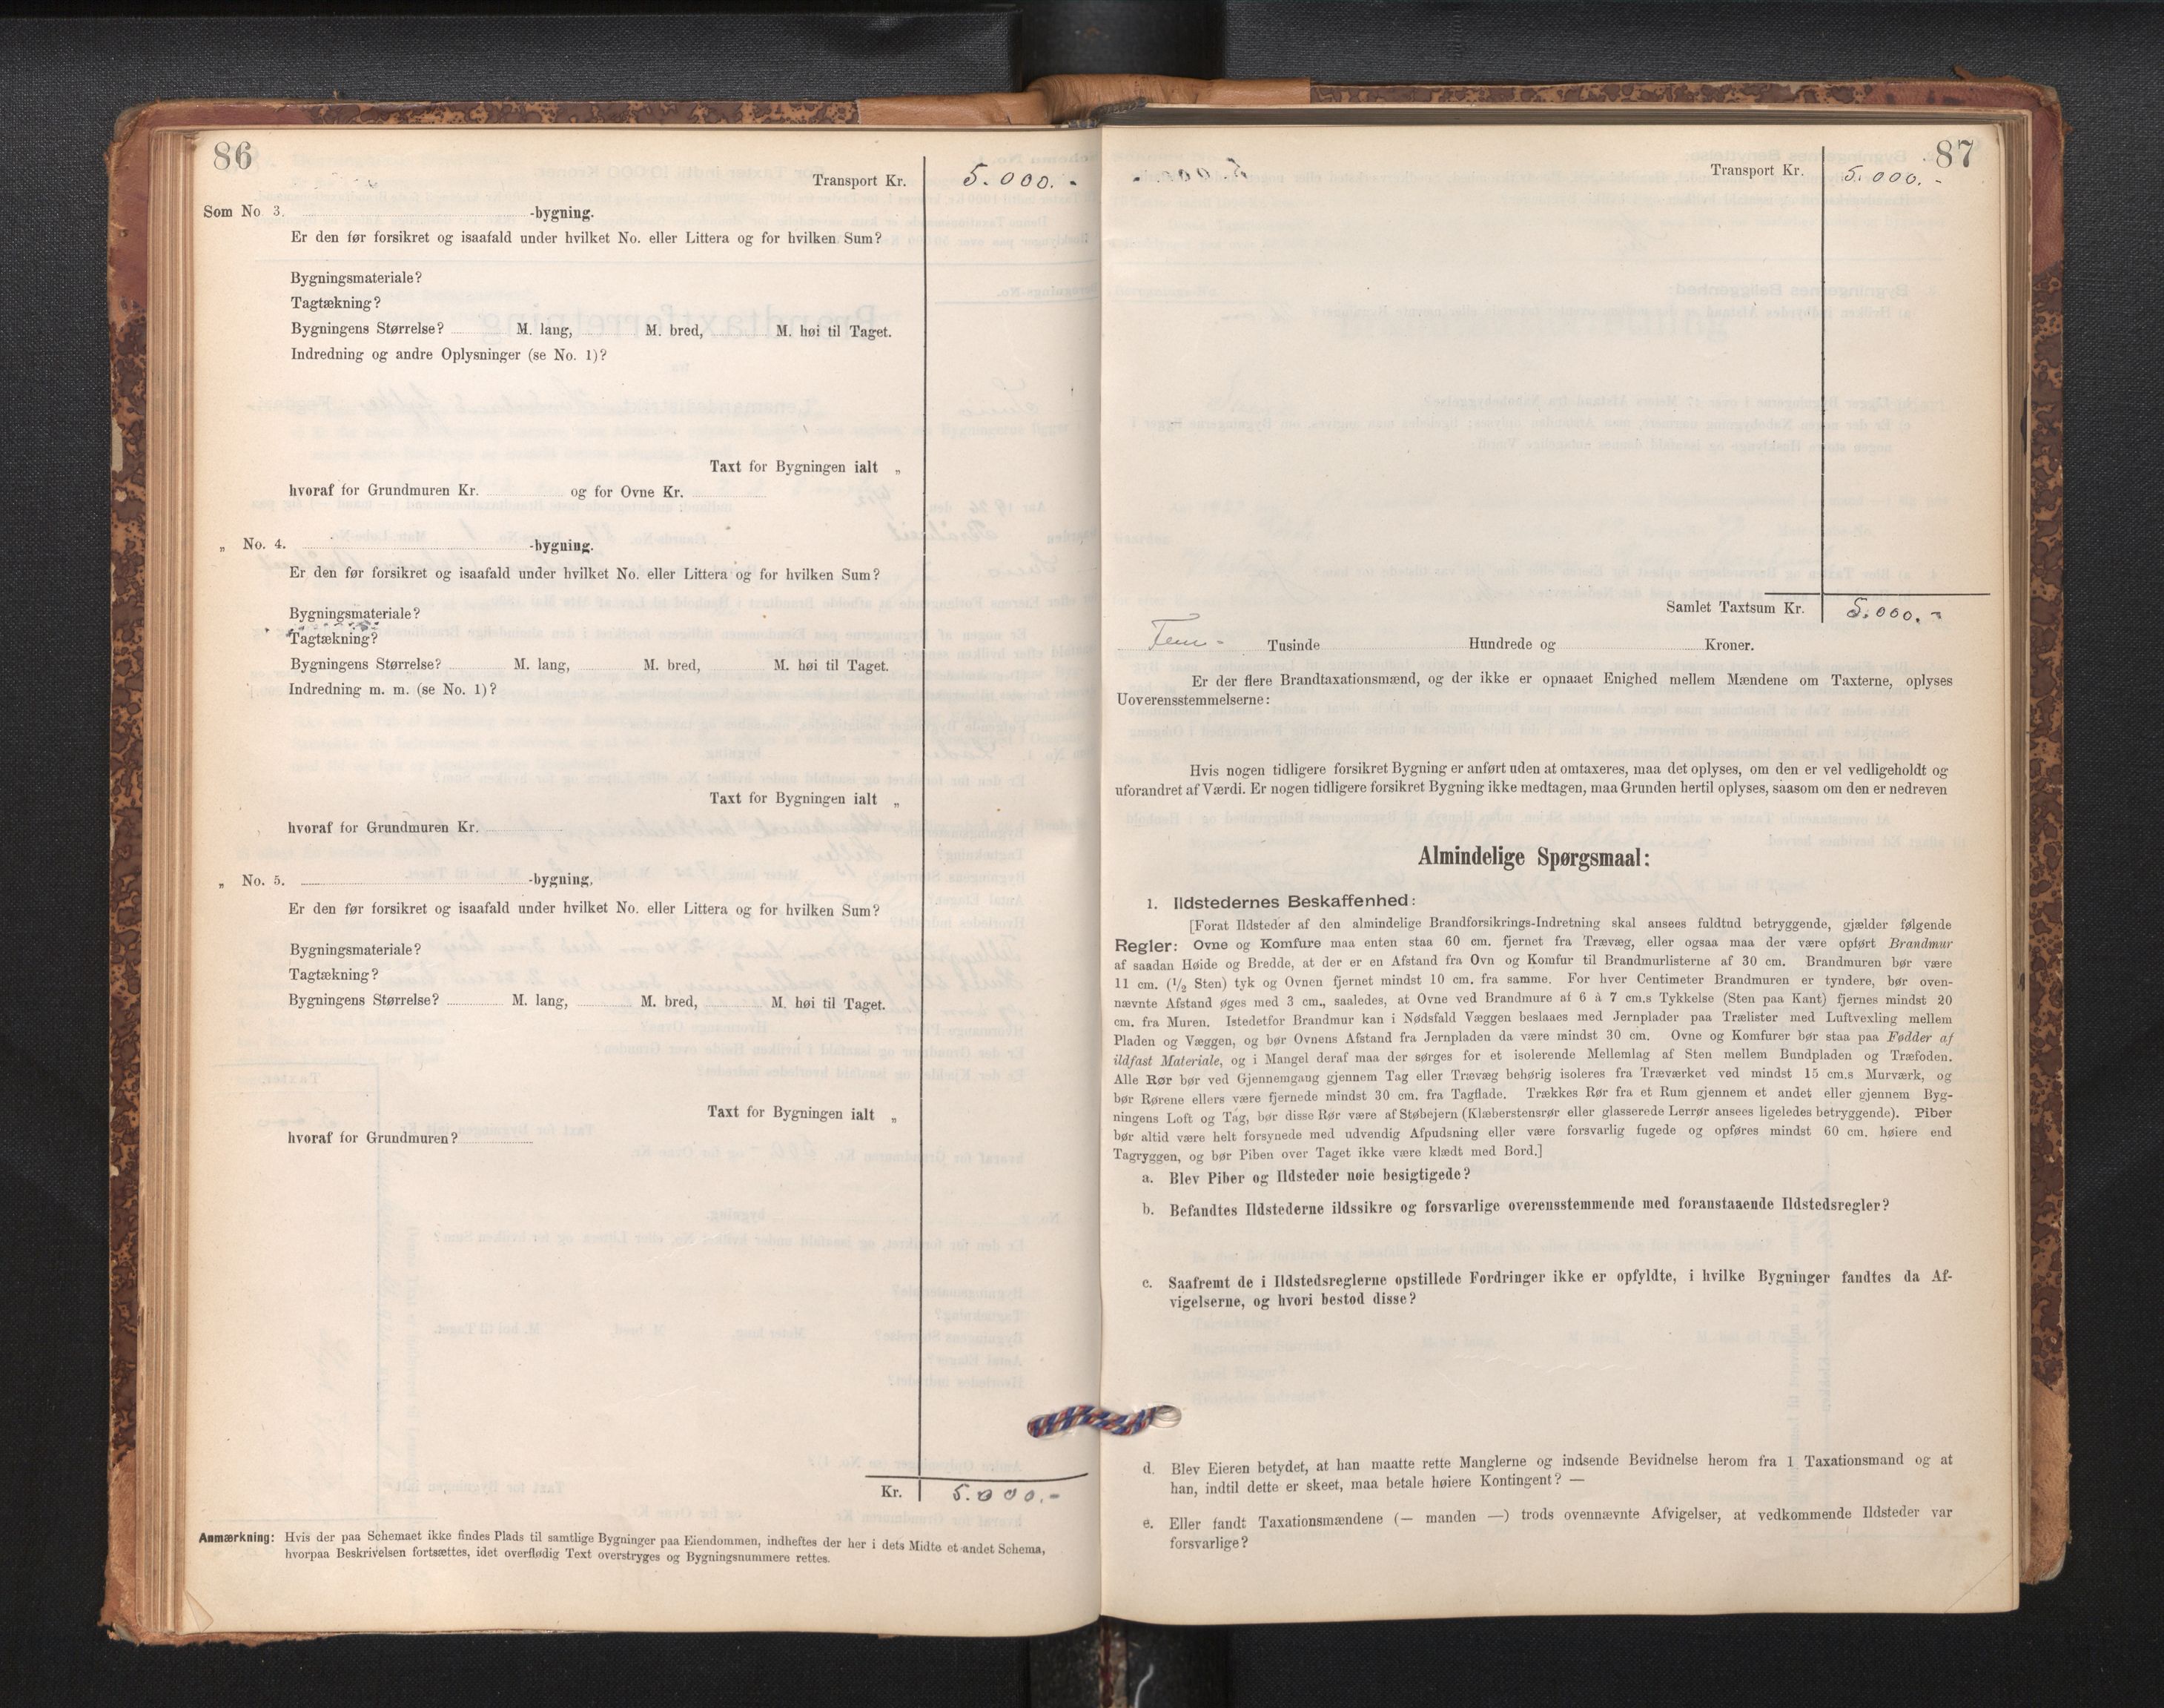 86
Transport Kr. 5.000.-
Som No 3. -bygning.
Er den før forsikret og isaafald under hvilket No. eller Littera og for hvilken Sum?
Bygningsmateriale?
Tagtækning?
Bygningens Størrelse? M. lang, M. bred, M. høi til Taget.
Indredning og andre Oplysninger (se No. 1)?
Taxt for Bygningen ialt „
hvoraf for Grundmuren Kr. og for Ovne Kr.
„ No. 4. -bygning.
Er den før forsikret og isaafald under hvilket No. eller Littera og for hvilken Sum?
Bygningsmateriale?
Tagtækning?
Bygningens Størrelse? M. lang, M. bred, M. høi til Taget.
Indredning m. m. (se No. 1)?
Taxt for Bygningen ialt „
hvoraf for Grundmuren Kr.
„ No. 5. -bygning,
Er den før forsikret og isaafald under hvilket No. eller Littera og for hvilken Sum?
Bygningsmateriale?
Tagtækning?
Bygningens Størrelse? M. lang, M. bred, M. høi til Taget.
Taxt for Bygningen ialt „
hvoraf for Grundmuren?
Kr. 5.000.-
Anmærkning: Hvis der paa Schemaet ikke findes Plads til samtlige Bygninger paa Eiendommen, indheftes der her i dets Midte et andet Schema,
hvorpaa Beskrivelsen fortsættes, idet overflødig Text overstryges og Bygningsnummere rettes.
87
Transport Kr. 5.000.-
Samlet Taxtsum Kr. 5.000.-
Fem- Tusinde Hundrede og Kroner.
Er der flere Brandtaxationsmænd, og der ikke er opnaaet Enighed mellem Mændene om Taxterne, oplyses
Uoverensstemmelserne:
Hvis nogen tidligere forsikret Bygning er anført uden at omtaxeres, maa det oplyses, om den er vel vedligeholdt og
uforandret af Værdi. Er nogen tidligere forsikret Bygning ikke medtagen, maa Grunden hertil oplyses, saasom om den er nedreven
Almindelige Spørgsmaal:
1. Ildstedernes Beskaffenhed:
[Forat Ildsteder af den almindelige Brandforsikrings-Indretning skal ansees fuldtud betryggende, gjælder følgende
Regler: Ovne og Komfure maa enten staa 60 cm. fjernet fra Trævæg, eller ogsaa maa der være opført Brandmur
af saadan Høide og Bredde, at der er en Afstand fra Ovn og Komfur til Brandmurlisterne af 30 cm. Brandmuren bør være
11 cm. (1/2 Sten) tyk og Ovnen fjernet mindst 10 cm. fra samme. For hver Centimeter Brandmuren er tyndere, bør oven-
nævnte Afstand øges med 3 cm., saaledes, at Ovne ved Brandmure af 6 à 7 cm.s Tykkelse (Sten paa Kant) fjernes mindst 20
cm. fra Muren. Istedetfor Brandmur kan i Nødsfald Væggen beslaaes med Jernplader paa Trælister med Luftvexling mellem
Pladen og Væggen, og bør Ovnens Afstand fra Jernpladen da være mindst 30 cm. Ovne og Komfurer bør staa paa Fødder af
ildfast Materiale, og i Mangel deraf maa der sørges for et isolerende Mellemlag af Sten mellem Bundpladen og Træfoden.
Alle Rør bør ved Gjennemgang gjennem Tag eller Trævæg behørig isoleres fra Træværket ved mindst 15 cm.s Murværk, og
bør Rørene ellers være fjernede mindst 30 cm. fra Tagflade. Trækkes Rør fra et Rum gjennem et andet eller gjennem Byg-
ningens Loft og Tag, bør disse Rør være af Støbejern (Klæberstensrør eller glasserede Lerrør ansees ligeledes betryggende). Piber
bør altid være helt forsynede med udvendig Afpudsning eller være forsvarlig fugede og opføres mindst 60 cm. høiere end
Tagryggen, og bør Piben over Taget ikke være klædt med Bord.]
a. Blev Piber og Ildsteder nøie besigtigede?
b. Befandtes Ildstederne ildssikre og forsvarlige overensstemmende med foranstaaende Ildstedsregler?
c. Saafremt de i Ildstedsreglerne opstillede Fordringer ikke er opfyldte, i hvilke Bygninger fandtes da Af-
vigelserne, og hvori bestod disse?
d. Blev Eieren betydet, at han maatte rette Manglerne og indsende Bevidnelse herom fra 1 Taxationsmand og at
han, indtil dette er skeet, maa betale høiere Kontingent? —
e. Eller fandt Taxationsmændene (— manden —) trods ovennævnte Afvigelser, at vedkommende Ildsteder var
forsvarlige?